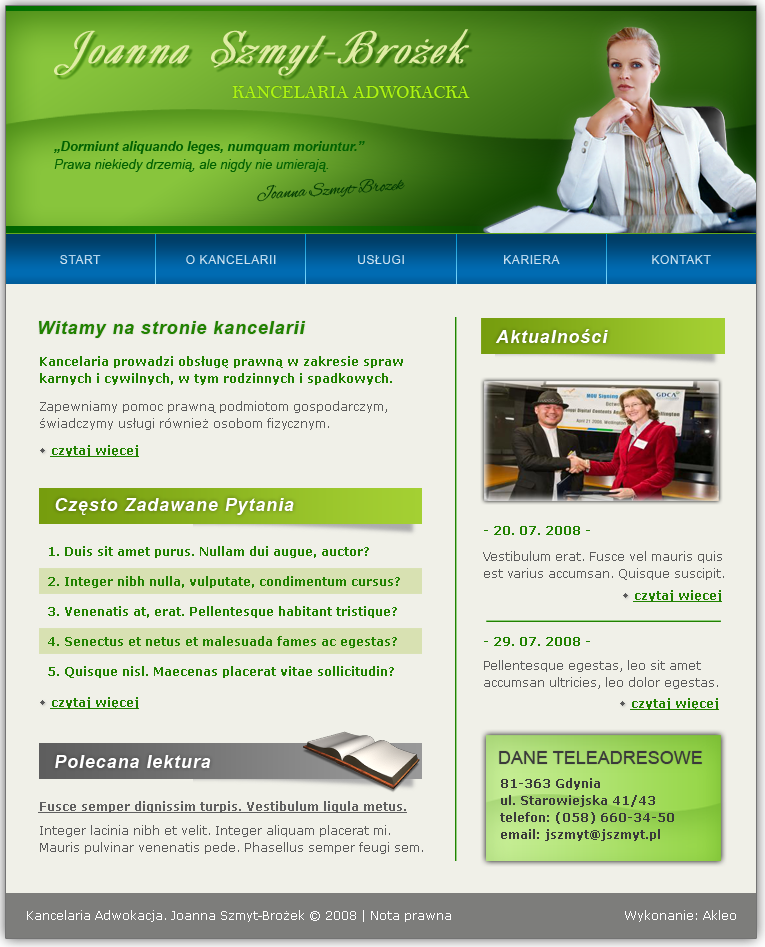 Joanna Szmyt-Brożek
KANCELARIA ADWOKACKA
„Dormiunt aliquando leges, numquam moriuntur.”
Prawa niekiedy drzemią, ale nigdy nie umierają.
Joanna Szmyt-Brożek
START
O KANCELARII
USŁUGI
KARIERA
KONTAKT
Witamy na stronie kancelarii
Kancelaria prowadzi obsługę prawną w zakresie spraw
karnych i cywilnych, w tym rodzinnych i spadkowych.
Zapewniamy pomoc prawną podmiotom gospodarczym,
świadczymy usługi również osobom fizycznym.
czytaj więcej
Często Zadawane Pytania
1. Duis sit amet purus. Nullam dui augue, auctor?
2. Integer nibh nulla, vulputate, condimentum cursus?
3. Venenatis at, erat. Pellentesque habitant tristique?
4. Senectus et netus et malesuada fames ac egestas?
5. Quisque nisl. Maecenas placerat vitae sollicitudin?
czytaj więcej
Polecana lektura
Fusce semper dignissim turpis. Vestibulum ligula metus.
Integer lacinia nibh et velit. Integer aliquam placerat mi.
Mauris pulvinar venenatis pede. Phasellus semper feugi sem.
Aktualności
MOU Signing
GDCA
April 21 2008, Wellington
- 20. 07. 2008 -
Vestibulum erat. Fusce vel mauris quis
est varius accumsan. Quisque suscipit.
czytaj więcej
- 29. 07. 2008 -
Pellentesque egestas, leo sit amet
accumsan ultricies, leo dolor egestas.
czytaj więcej
DANE TELEADRESOWE
81-363 Gdynia
ul. Starowiejska 41/43
telefon: (058) 660-34-50
email: jszmyt@jszmyt.pl
Kancelaria Adwokacja. Joanna Szmyt-Brożek © 2008 | Nota prawna
Wykonanie: Akleo